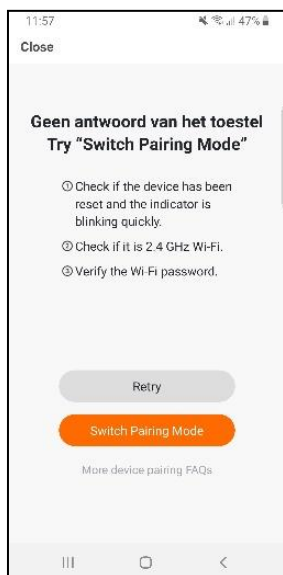 11:57 47%
Close
Geen antwoord van het toestel
Try "Switch Pairing Mode"
① Check if the device has been
reset and the indicator is
blinking quickly.
② Check if it is 2.4 GHz Wi-Fi.
③ Verify the Wi-Fi password.
Retry
Switch Pairing Mode
More device pairing FAQs